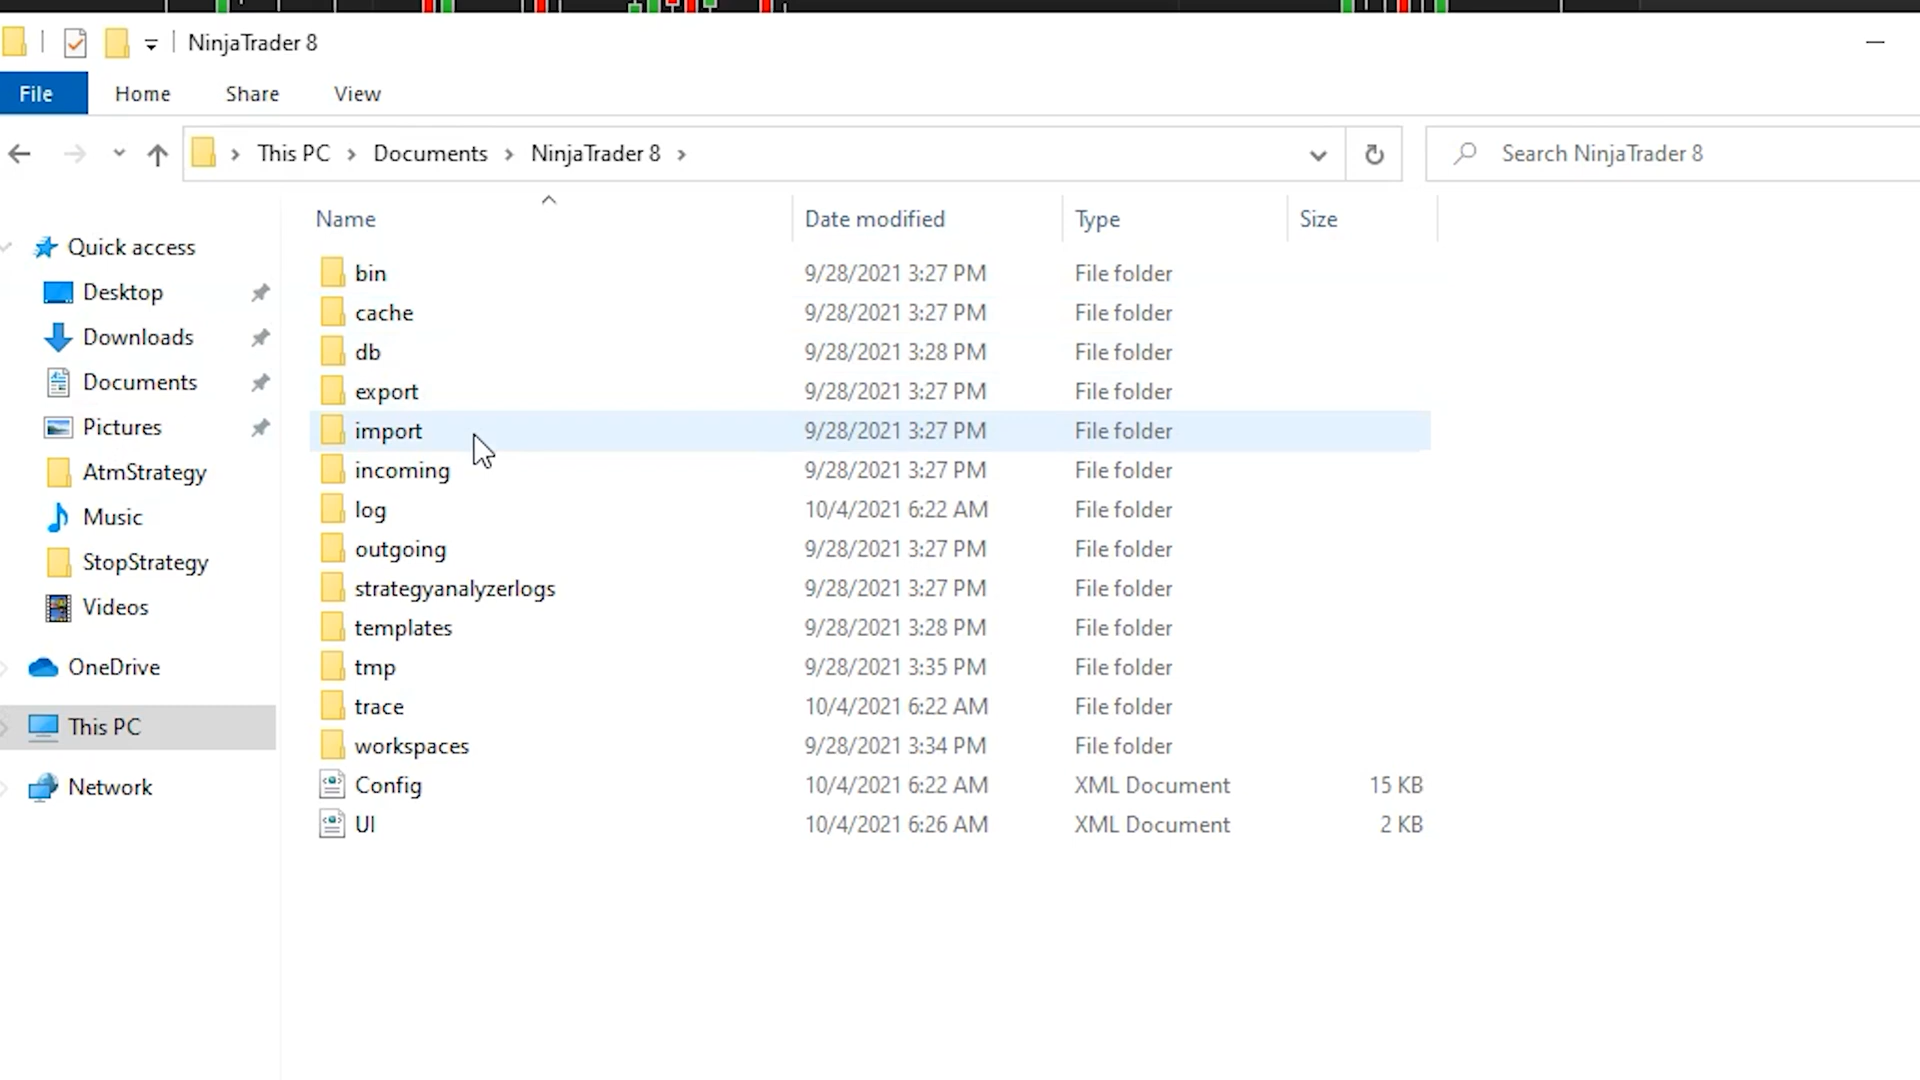 NinjaTrader 8
File Home Share View
This PC Documents NinjaTrader 8
Search NinjaTrader 8
Name Date modified Type Size
Quick access
Desktop
Downloads
Documents
Pictures
AtmStrategy
Music
StopStrategy
Videos
OneDrive
This PC
Network
bin 9/28/2021 3:27 PM File folder
cache 9/28/2021 3:27 PM File folder
db 9/28/2021 3:28 PM File folder
export 9/28/2021 3:27 PM File folder
import 9/28/2021 3:27 PM File folder
incoming 9/28/2021 3:27 PM File folder
log 10/4/2021 6:22 AM File folder
outgoing 9/28/2021 3:27 PM File folder
strategyanalyzerlogs 9/28/2021 3:27 PM File folder
templates 9/28/2021 3:28 PM File folder
tmp 9/28/2021 3:35 PM File folder
trace 10/4/2021 6:22 AM File folder
workspaces 9/28/2021 3:34 PM File folder
Config 10/4/2021 6:22 AM XML Document 15 KB
UI 10/4/2021 6:26 AM XML Document 2 KB